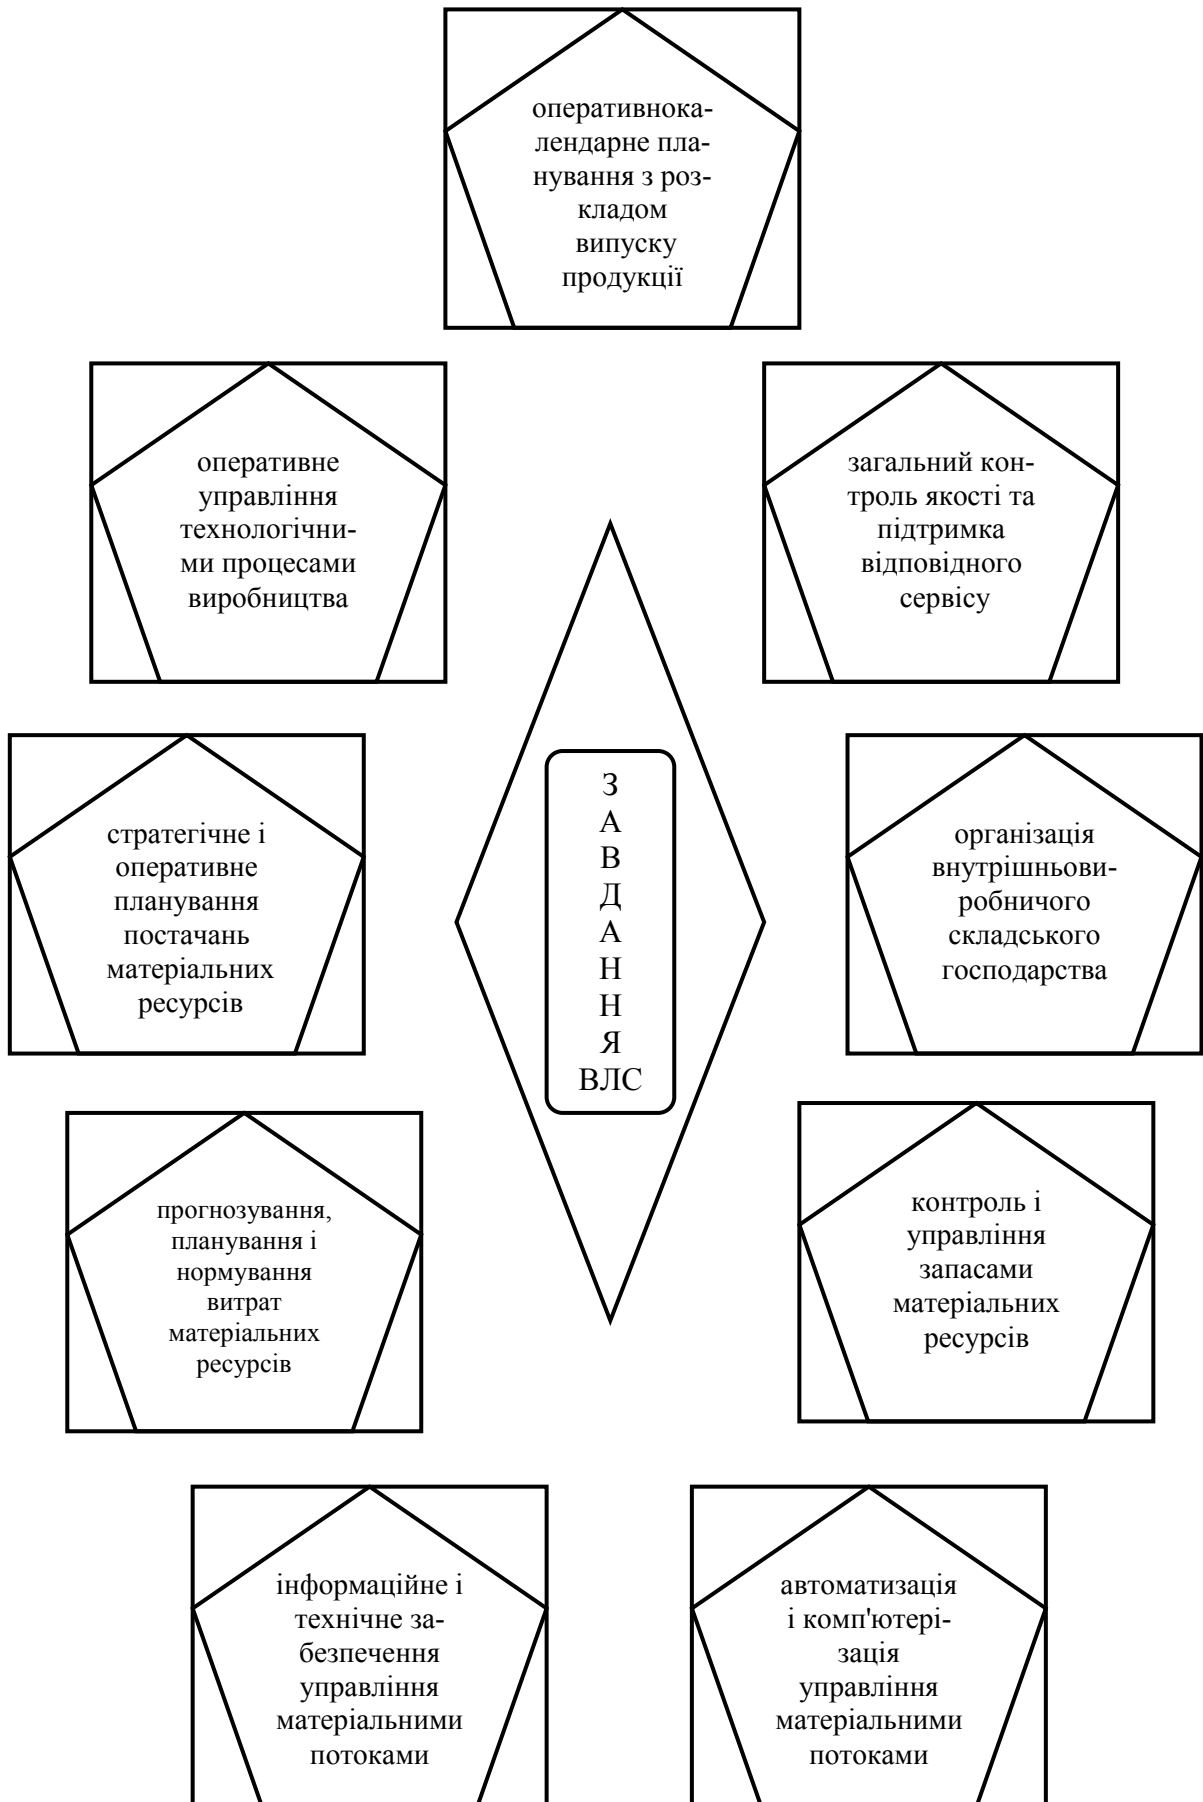 оперативнока-
лендарне пла-
нування з роз-
кладом
випуску
продукції
оперативне
управління
технологічни-
ми процесами
виробництва
загальний кон-
троль якості та
підтримка
відповідного
сервісу
стратегічне і
оперативне
планування
постачань
матеріальних
ресурсів
З
А
В
Д
А
Н
Н
Я
ВЛС
організація
внутрішньови-
робничого
складського
господарства
прогнозування,
планування і
нормування
витрат
матеріальних
ресурсів
контроль і
управління
запасами
матеріальних
ресурсів
інформаційне і
технічне за-
безпечення
управління
матеріальними
потоками
автоматизація
і комп'ютері-
зація
управління
матеріальними
потоками